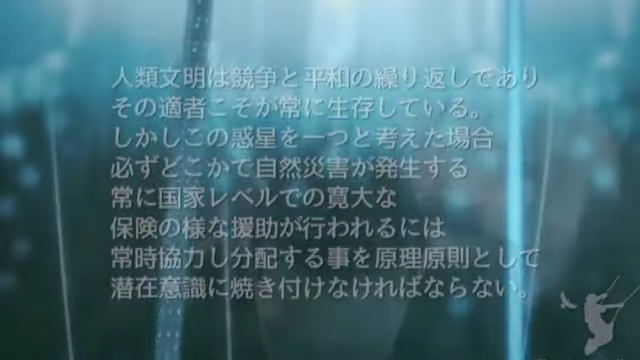 人類文明は競争と平和の繰り返しであり
その適者こそが常に生存している。
しかしこの惑星を一つと考えた場合
必ずどこかで自然災害が発生する
常に国家レベルでの寛大な
保険の様な援助が行われるには
常時協力し分配する事を原理原則として
潜在意識に焼き付けなければならない。